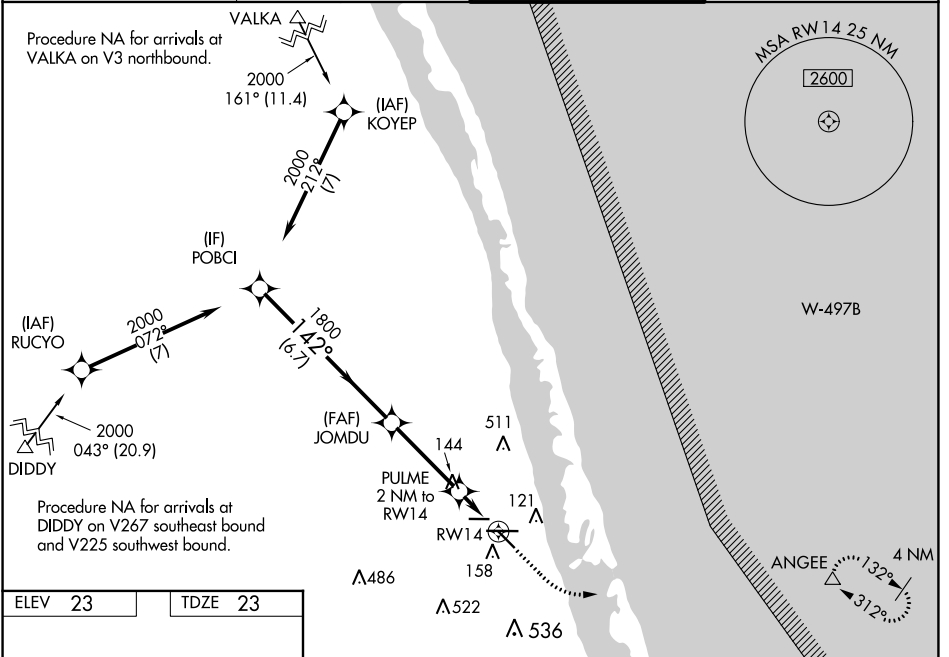 VALKA
Procedure NA for arrivals at
VALKA on V3 northbound.
2000
161° (11.4)
(IAF)
KOYEP
MSA RW14 25 NM
2600
2000
212°
(7)
(IF)
POBCI
W-497B
(IAF)
RUCYO
2000
072°
(7)
1800
142°
(6.7)
2000
043° (20.9)
DIDDY
(FAF)
JOMDU
511
144
PULME
2 NM to
RW14
121
RW14
158
Procedure NA for arrivals at
DIDDY on V267 southeast bound
and V225 southwest bound.
ANGEE
132°
4 NM
312°
486
522
536
ELEV 23
TDZE 23